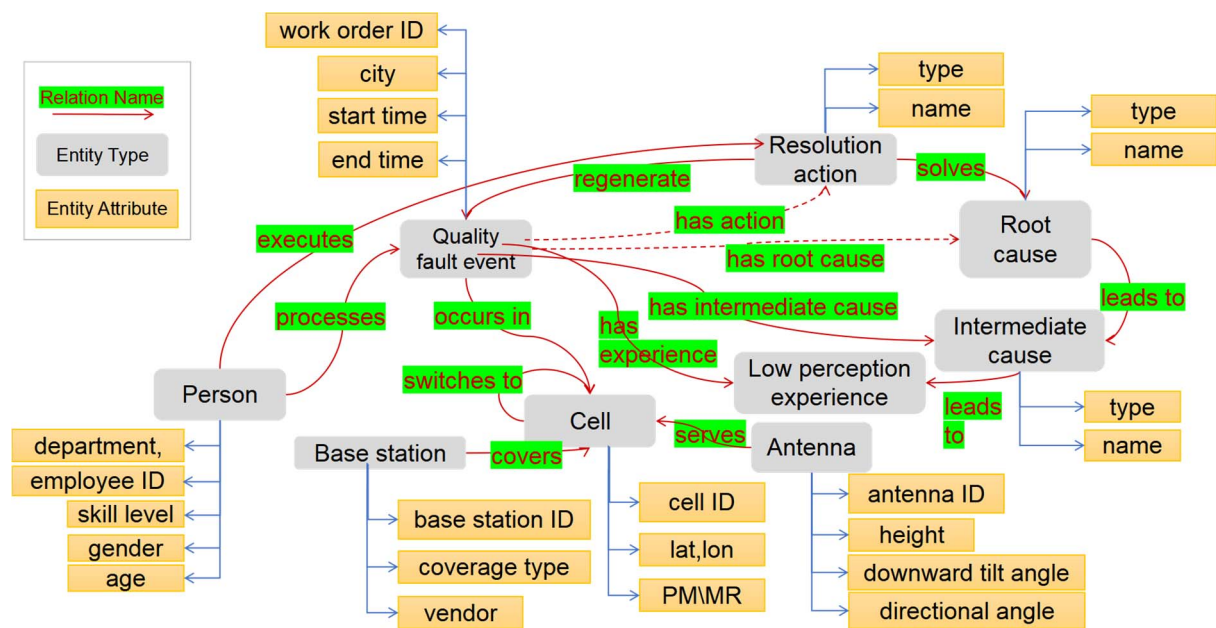 Relation Name
Entity Type
Entity Attribute
work order ID
city
start time
end time
type
name
type
name
Resolution
action
regenerate
solves
has action
executes
Quality
fault event
has root cause
Root
cause
processes
occurs in
has intermediate cause
leads to
has
experience
Intermediate
cause
switches to
Low perception
experience
Person
Cell
leads
to
type
name
department,
employee ID
skill level
gender
age
Base station
covers
serves
Antenna
base station ID
coverage type
vendor
cell ID
lat,lon
PM\MR
antenna ID
height
downward tilt angle
directional angle